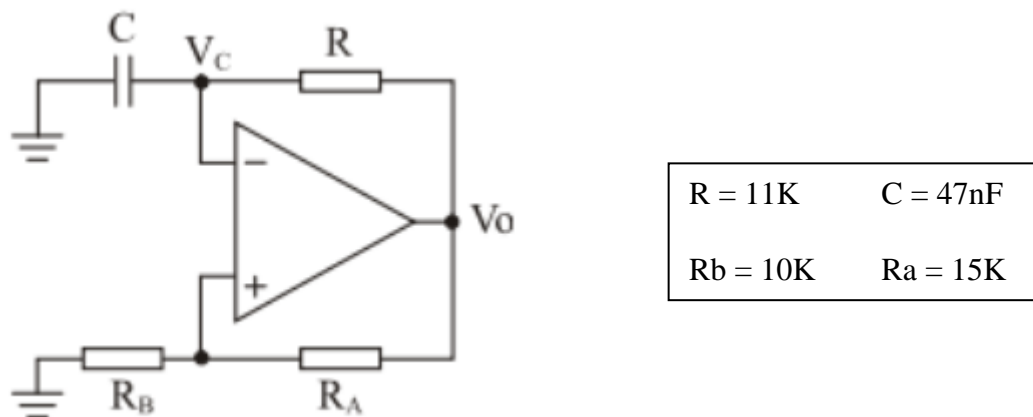 C
V_C
R
−
+
Vo
R_B
R_A
R = 11K C = 47nF
Rb = 10K Ra = 15K